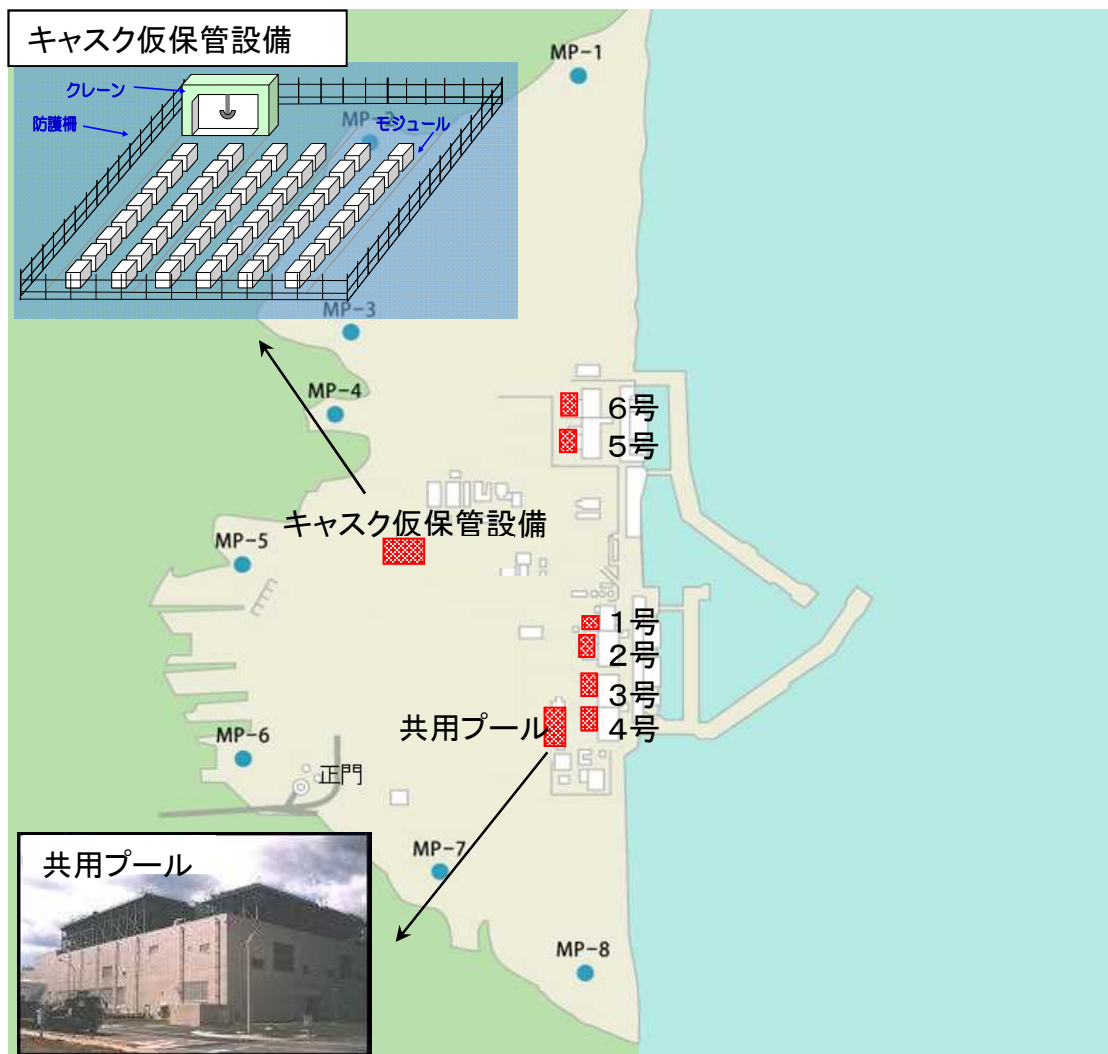 キャスク仮保管設備
MP-1
クレーン
防護柵
MP-2
モジュール
MP-3
MP-4
6号
5号
キャスク仮保管設備
MP-5
1号
2号
3号
共用プール
4号
MP-6
正門
MP-7
共用プール
MP-8